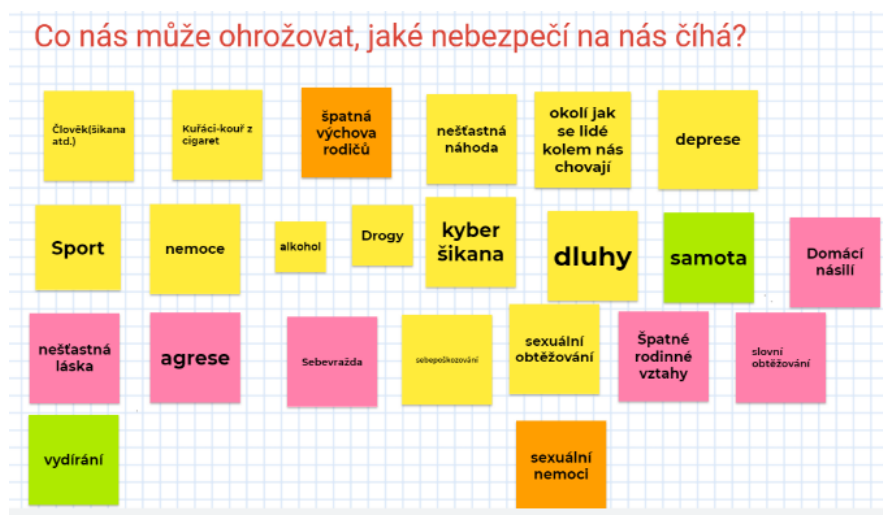 Co nás může ohrožovat, jaké nebezpečí na nás číhá?
Člověk(šikana
atd.)
Kuřáci-kouř z
cigaret
špatná
výchova
rodičů
nešťastná
náhoda
okolí jak
se lidé
kolem nás
chovají
deprese
Sport
nemoce
alkohol
Drogy
kyber
šikana
dluhy
samota
Domácí
násilí
nešťastná
láska
agrese
Sebevražda
sebepoškozování
sexuální
obtěžování
Špatné
rodinné
vztahy
slovní
obtěžování
vydírání
sexuální
nemoci